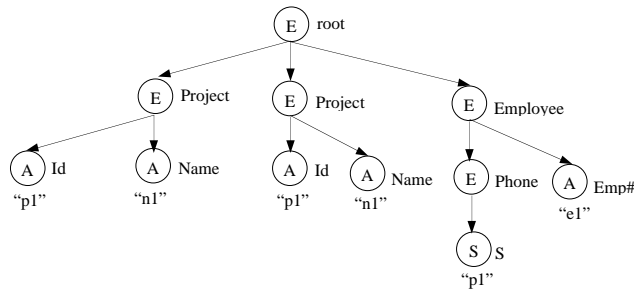 E root
E Project E Project E Employee
A Id A Name A Id A Name E Phone A Emp#
“p1” “n1” “p1” “n1” “e1”
S S
“p1”